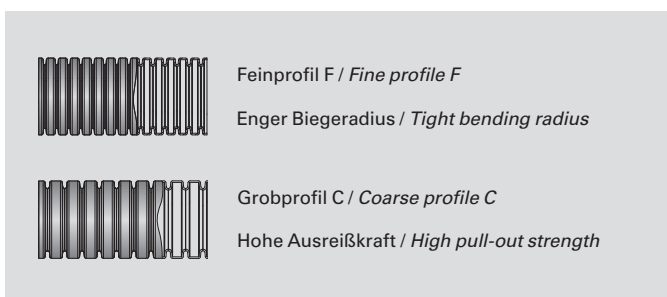 Feinprofil F / Fine profile F
Enger Biegeradius / Tight bending radius
Grobprofil C / Coarse profile C
Hohe Ausreißkraft / High pull-out strength